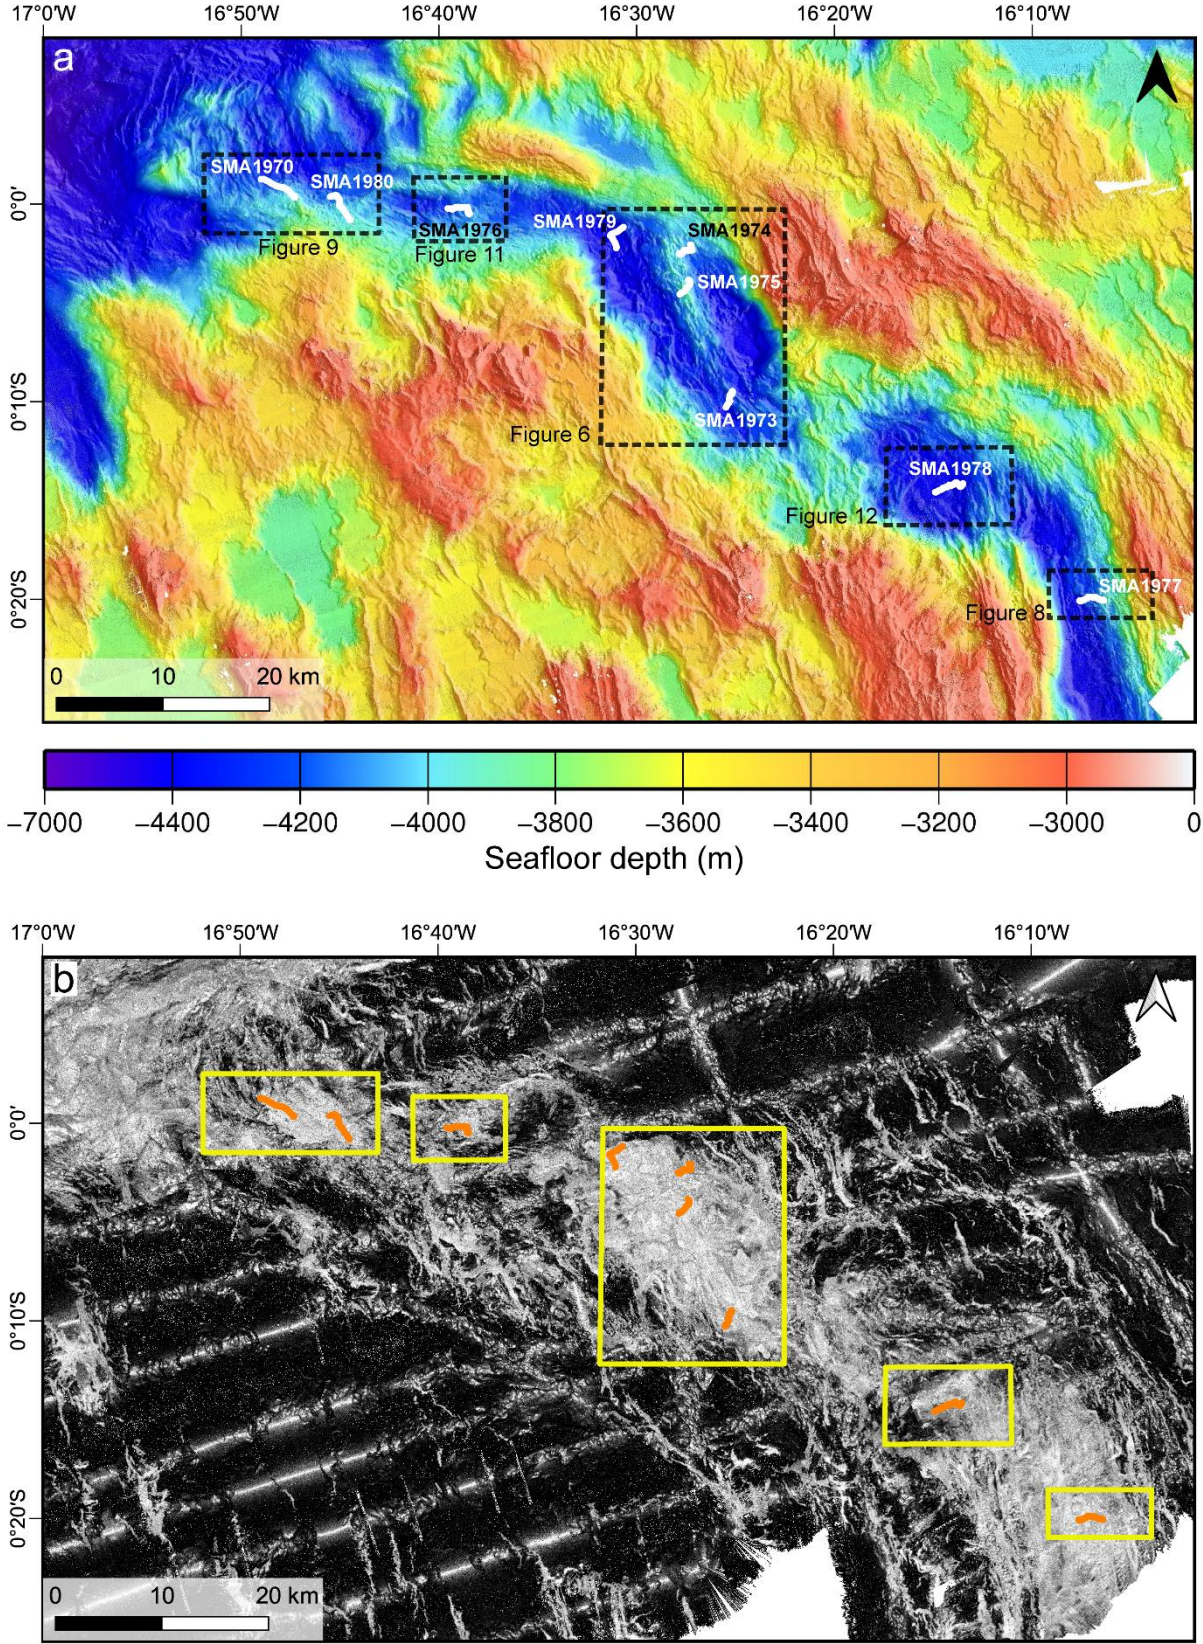 17°0′W 16°50′W 16°40′W 16°30′W 16°20′W 16°10′W
a
SMA1970
SMA1980
0°0′
SMA1979
SMA1974
SMA1976
Figure 9
Figure 11
SMA1975
0°10′S
SMA1973
Figure 6
SMA1978
Figure 12
0°20′S
SMA1977
Figure 8
0 10 20 km
−7000 −4400 −4200 −4000 −3800 −3600 −3400 −3200 −3000 0
Seafloor depth (m)
17°0′W 16°50′W 16°40′W 16°30′W 16°20′W 16°10′W
b
0°0′
0°10′S
0°20′S
0 10 20 km